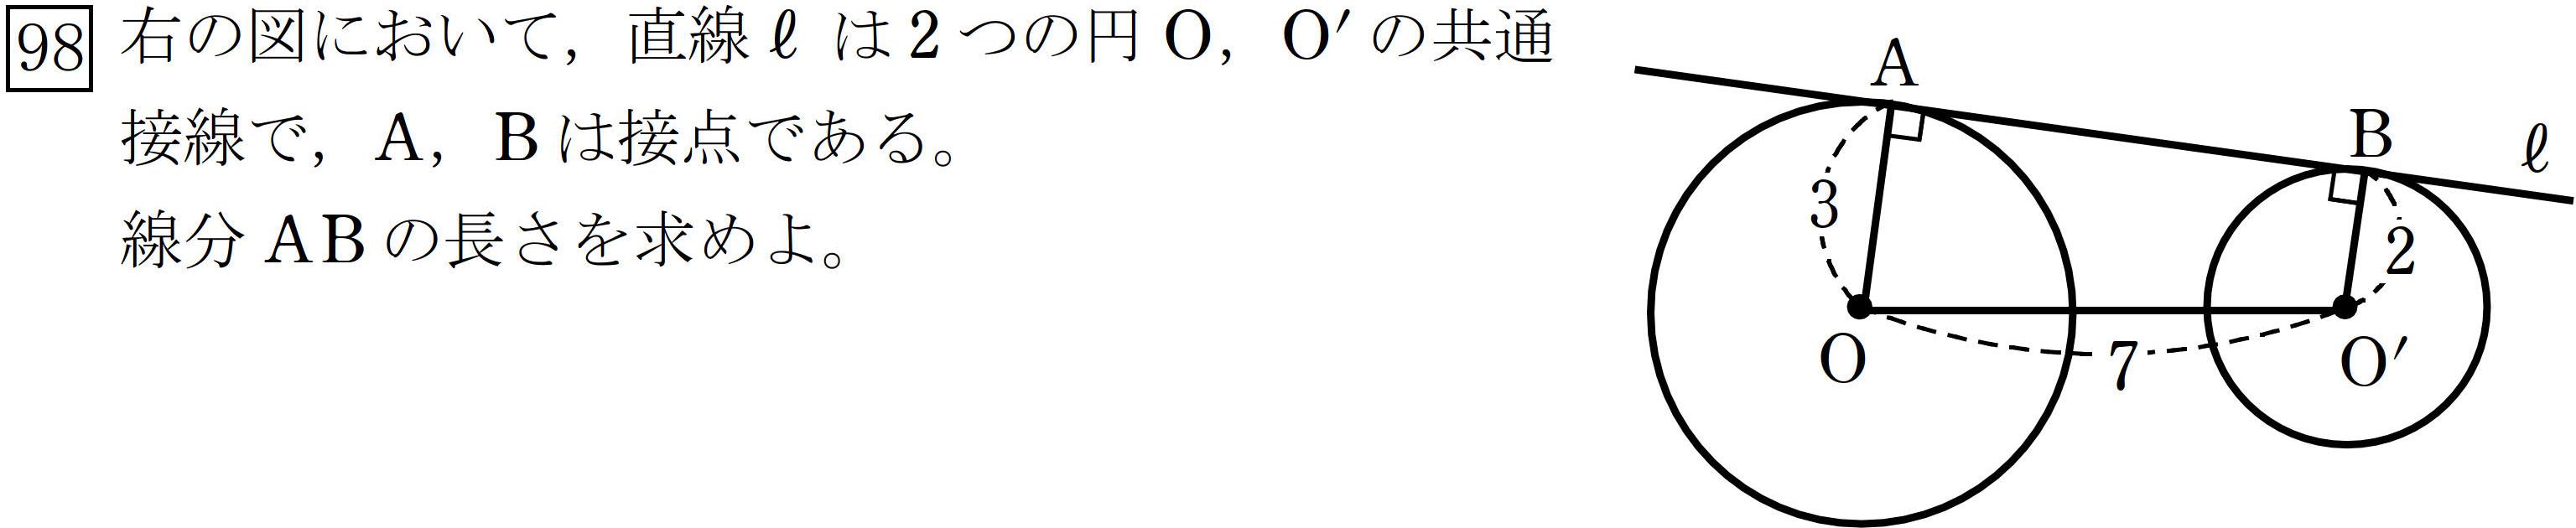 98 右の図において，直線 ℓ は 2 つの円 O，O′ の共通
接線で，A，B は接点である。
線分 AB の長さを求めよ。
A
B
ℓ
3
2
O
7
O′